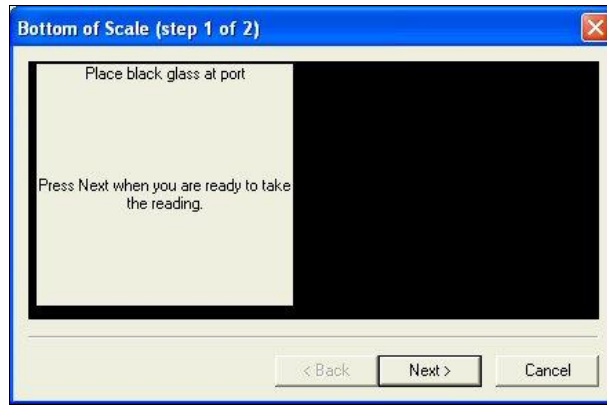 Bottom of Scale (step 1 of 2)
Place black glass at port
Press Next when you are ready to take
the reading.
< Back
Next >
Cancel